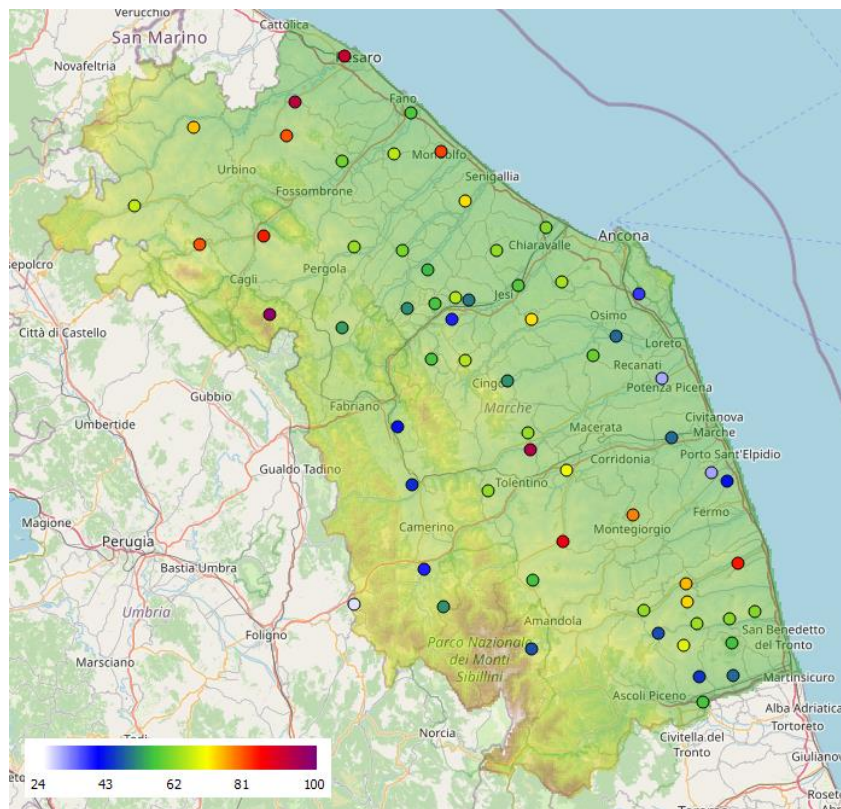 Verucchio
Cattolica
San Marino
Pesaro
Novafeltria
Fano
Mondolfo
Urbino
Senigallia
Fossombrone
Ancona
Chiaravalle
Pergola
Cagli
Jesi
Osimo
Città di Castello
Loreto
Recanati
Cingo
Potenza Picena
Gubbio
Fabriano
Marche
Umbertide
Macerata
Civitanova
Marche
Corridonia
Porto Sant'Elpidio
Gualdo Tadino
Tolentino
Magione
Camerino
Montegiorgio
Fermo
Perugia
Bastia Umbra
Umbria
Amandola
Foligno
San Benedetto
del Tronto
Parco Nazionale
dei Monti
Sibillini
Marsciano
Martinsicuro
Ascoli Piceno
Alba Adriatica
Tortoreto
Norcia
Civitella del
Tronto
Giulianova
24 43 62 81 100